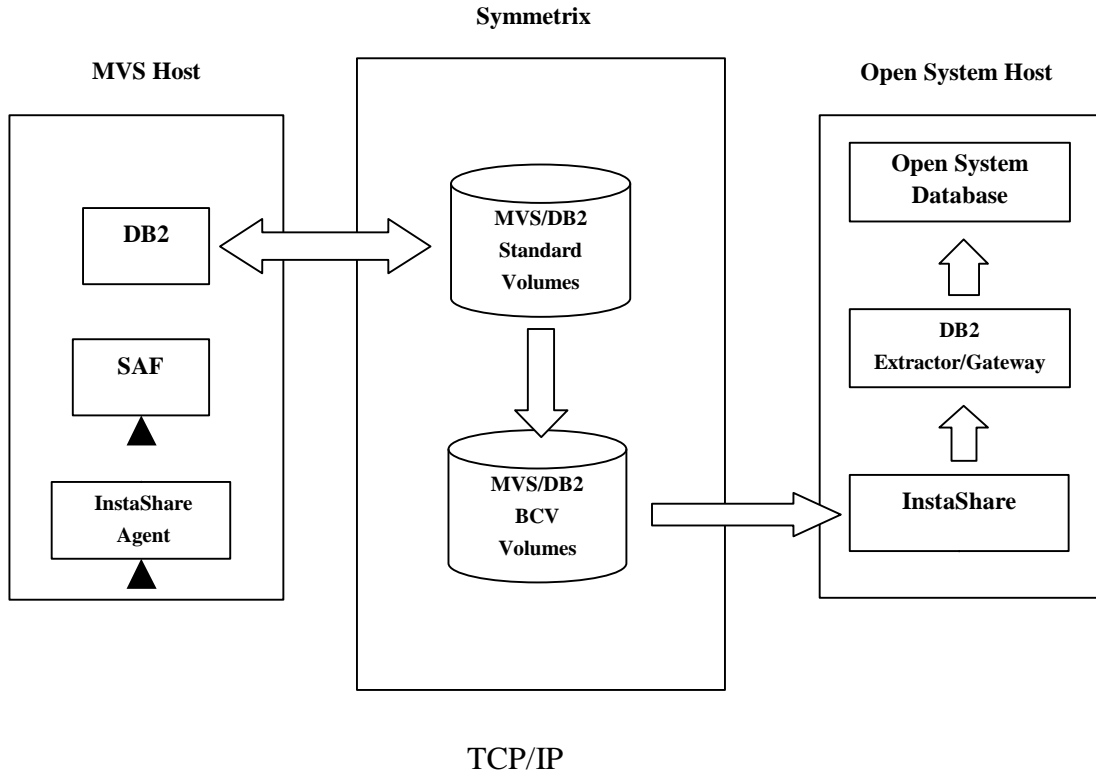 Symmetrix
MVS Host
Open System Host
DB2
SAF
InstaShare
Agent
MVS/DB2
Standard
Volumes
MVS/DB2
BCV
Volumes
Open System
Database
DB2
Extractor/Gateway
InstaShare
TCP/IP